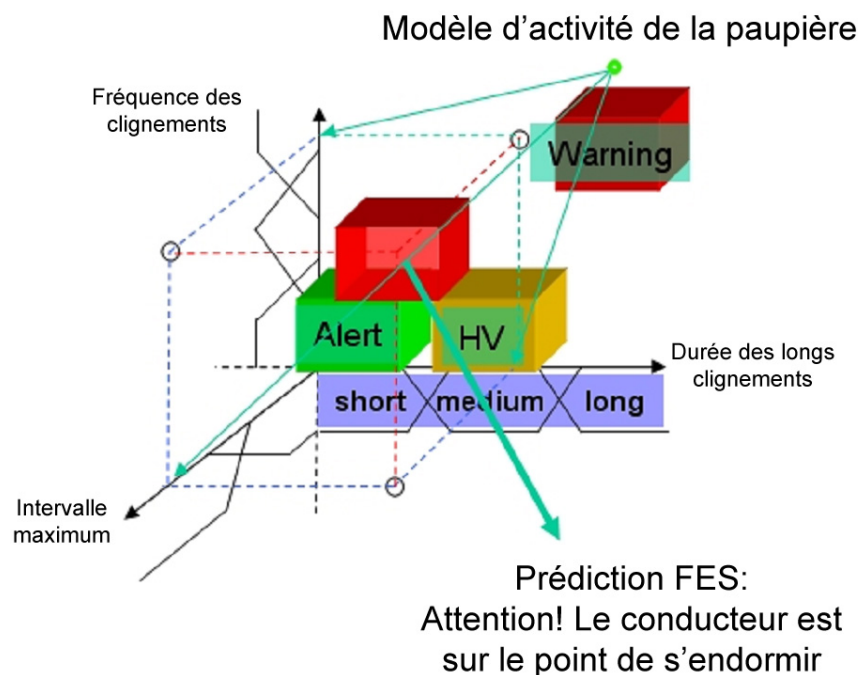 Modèle d’activité de la paupière
Fréquence des
clignements
Warning
Alert
HV
Durée des longs
clignements
short
medium
long
Intervalle
maximum
Prédiction FES:
Attention! Le conducteur est
sur le point de s’endormir